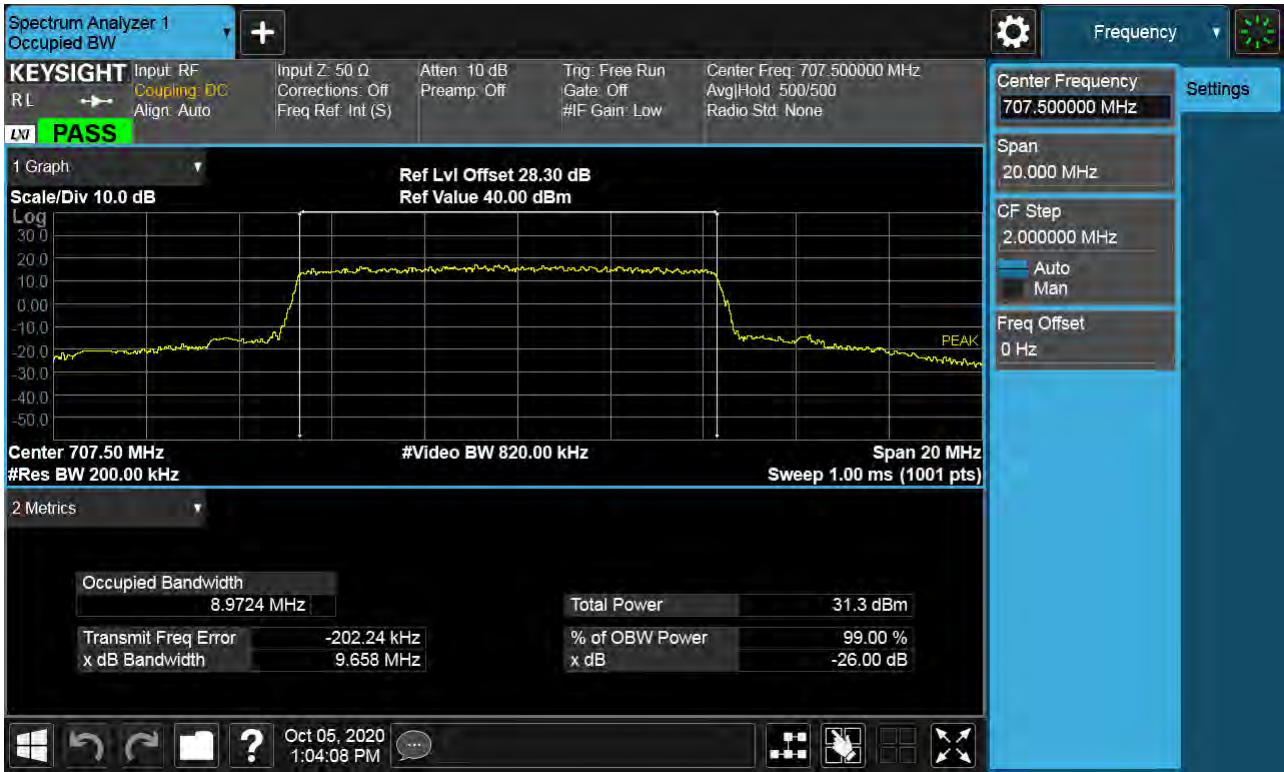 Spectrum Analyzer 1
Occupied BW
+
Frequency
KEYSIGHT
RL
LXI
PASS
Input: RF
Coupling: DC
Align: Auto
Input Z: 50 Ω
Corrections: Off
Freq Ref: Int (S)
Atten: 10 dB
Preamp: Off
Trig: Free Run
Gate: Off
#IF Gain: Low
Center Freq: 707.500000 MHz
Avg|Hold: 500/500
Radio Std: None
Center Frequency
707.500000 MHz
Settings
Span
20.000 MHz
CF Step
2.000000 MHz
Auto
Man
Freq Offset
0 Hz
1 Graph
Scale/Div 10.0 dB
Ref Lvl Offset 28.30 dB
Ref Value 40.00 dBm
Log
30.0
20.0
10.0
0.00
-10.0
-20.0
-30.0
-40.0
-50.0
PEAK
Center 707.50 MHz
#Video BW 820.00 kHz
Span 20 MHz
#Res BW 200.00 kHz
Sweep 1.00 ms (1001 pts)
2 Metrics
Occupied Bandwidth
8.9724 MHz
Total Power 31.3 dBm
Transmit Freq Error -202.24 kHz
% of OBW Power 99.00 %
x dB Bandwidth 9.658 MHz
x dB -26.00 dB
?
Oct 05, 2020
1:04:08 PM